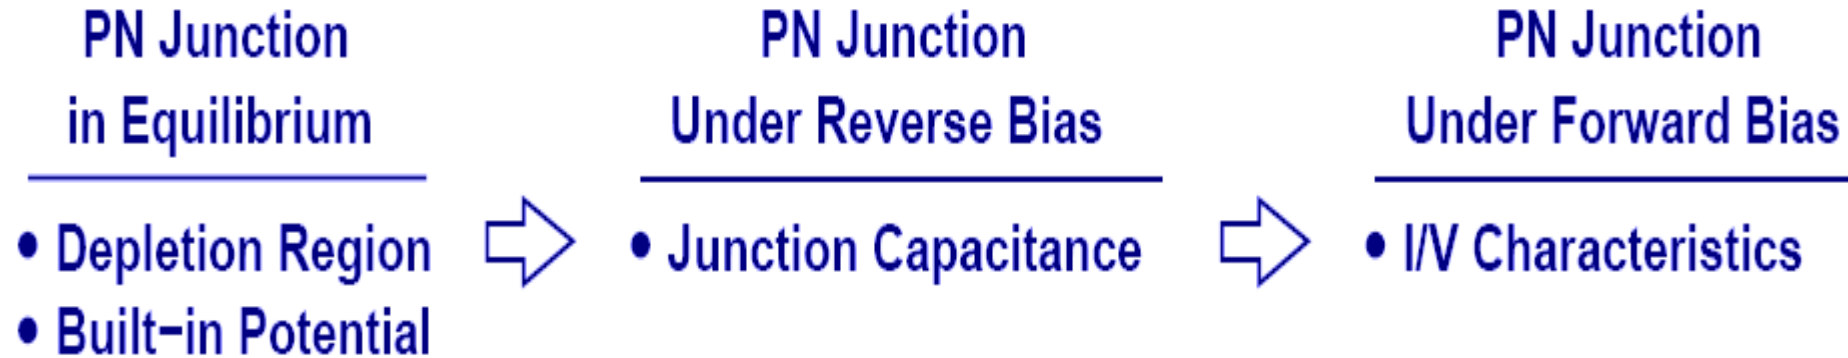 PN Junction
in Equilibrium
• Depletion Region
• Built−in Potential
PN Junction
Under Reverse Bias
• Junction Capacitance
PN Junction
Under Forward Bias
• I/V Characteristics